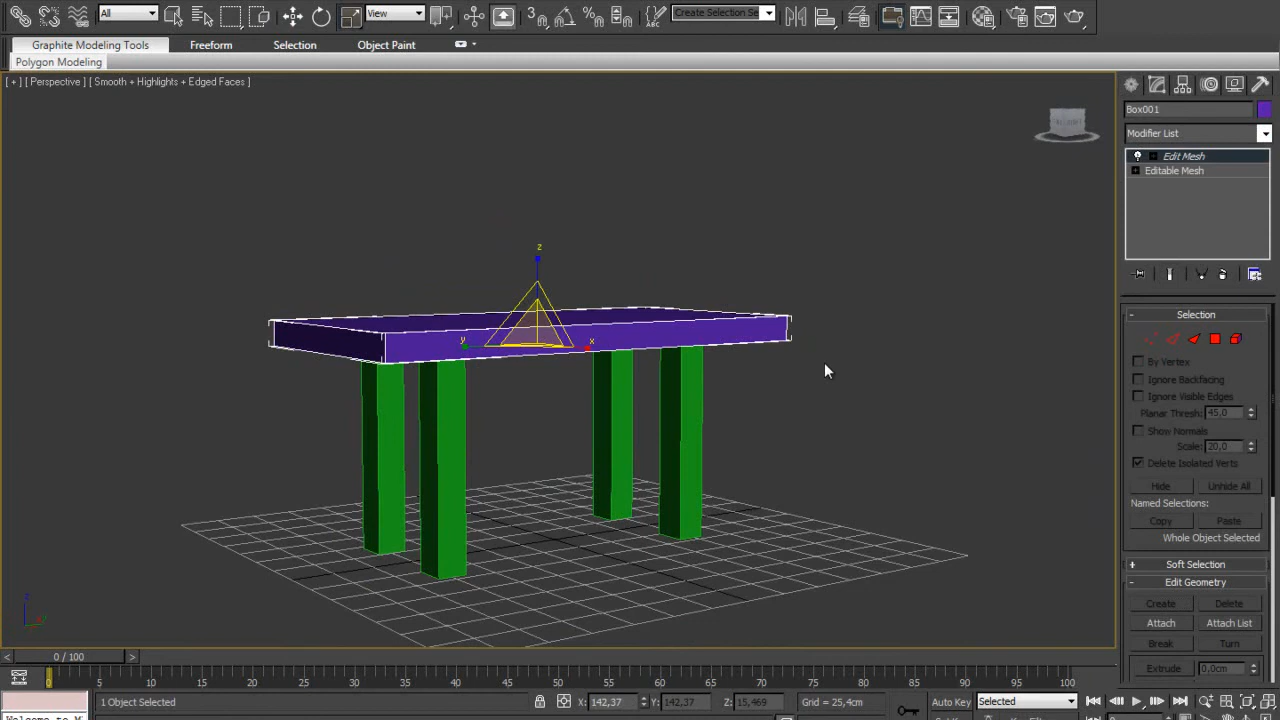 All
View
Create Selection Se
Graphite Modeling Tools
Freeform
Selection
Object Paint
Polygon Modeling
[ + ] [ Perspective ] [ Smooth + Highlights + Edged Faces ]
Box001
Modifier List
Edit Mesh
Editable Mesh
Selection
By Vertex
Ignore Backfacing
Ignore Visible Edges
Planar Thresh: 45,0
Show Normals
Scale: 20,0
Delete Isolated Verts
Hide
Unhide All
Named Selections:
Copy
Paste
Whole Object Selected
+ Soft Selection
- Edit Geometry
Create
Delete
Attach
Attach List
Break
Turn
Extrude
0,0cm
z
y
x
< 0 / 100 >
0 5 10 15 20 25 30 35 40 45 50 55 60 65 70 75 80 85 90 95 100
1 Object Selected
X: 142,37
Y: 142,37
Z: 15,469
Grid = 25,4cm
Auto Key
Selected
Welcome to M